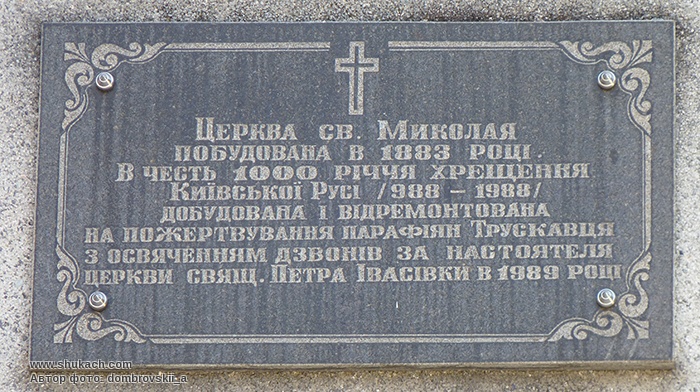 Церква св. Миколая
побудована в 1883 році.
В честь 1000 річчя хрещення
Київської Русі /988 – 1988/
добудована і відремонтована
на пожертвування парафіян Трускавця
з освяченням дзвонів за настоятеля
церкви свящ. Петра Івасівки в 1989 році
www.shukach.com
Автор фото: dombrovskii_a